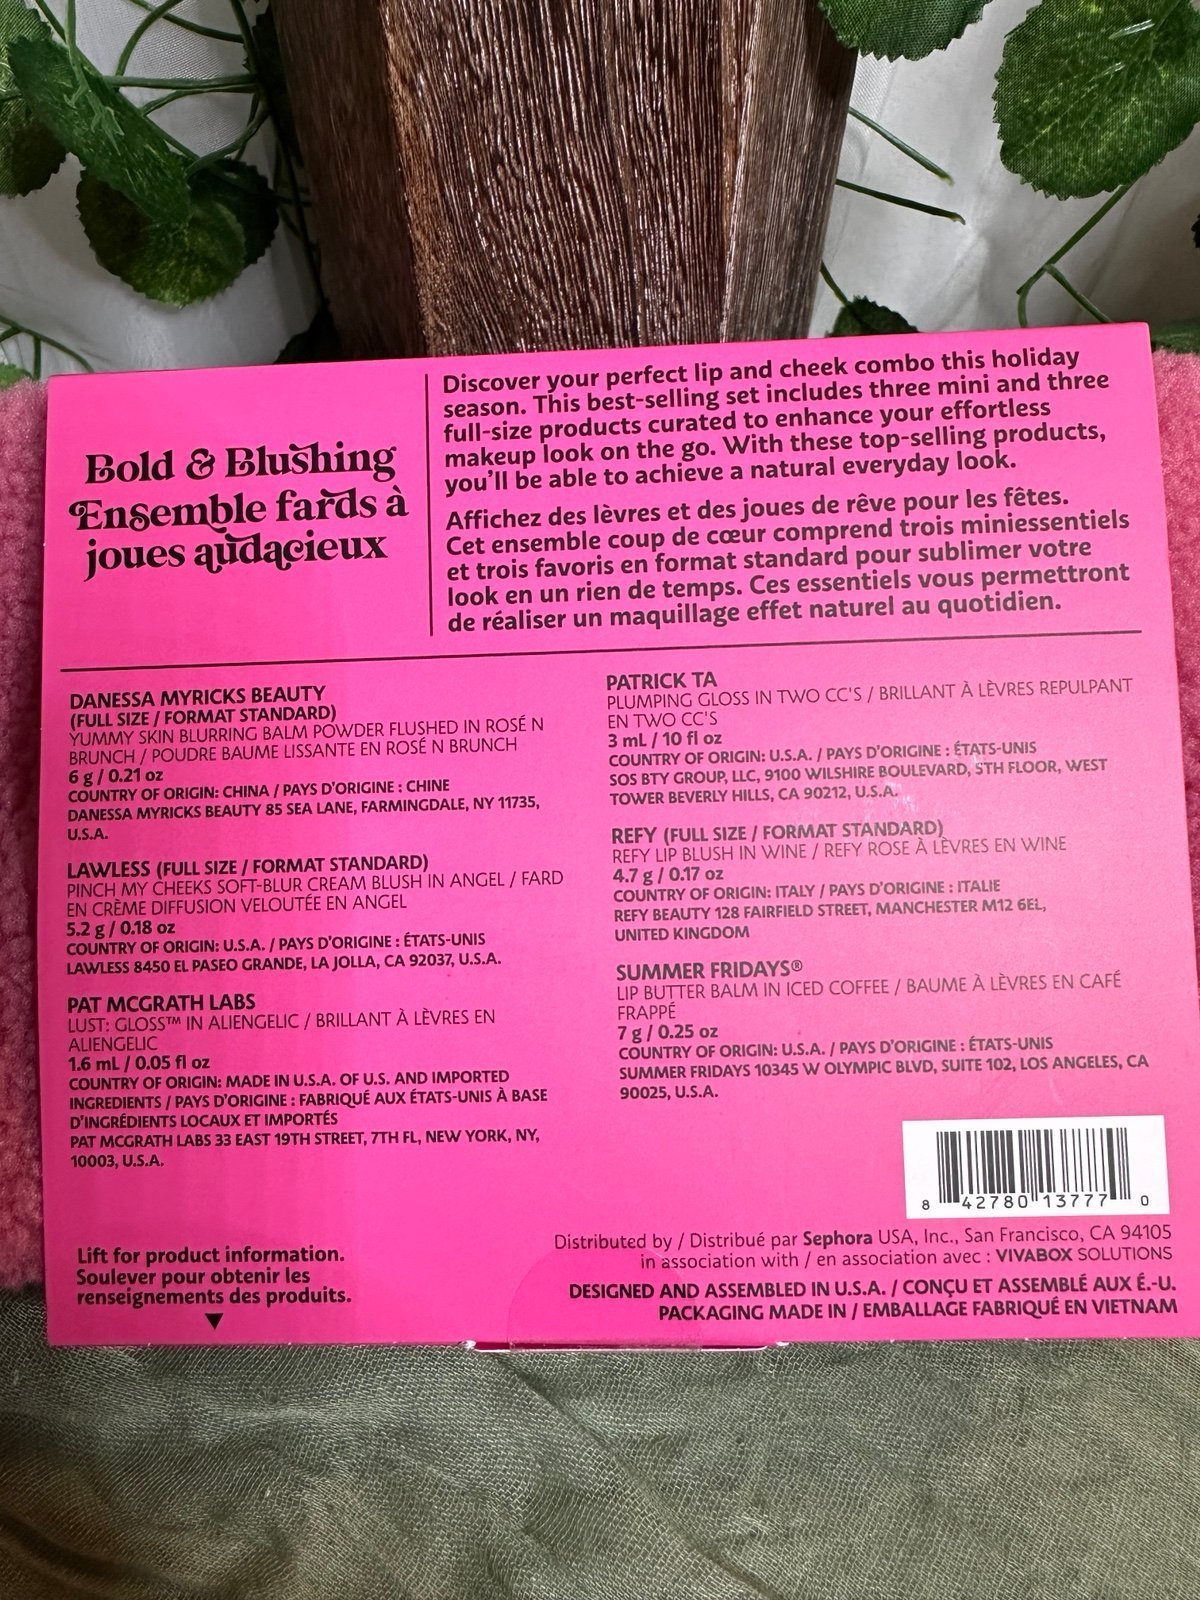 Bold & Blushing
Ensemble fards à
joues audacieux
Discover your perfect lip and cheek combo this holiday
season. This best-selling set includes three mini and three
full-size products curated to enhance your effortless
makeup look on the go. With these top-selling products,
you'll be able to achieve a natural everyday look.
Affichez des lèvres et des joues de rêve pour les fêtes.
Cet ensemble coup de cœur comprend trois miniessentiels
et trois favoris en format standard pour sublimer votre
look en un rien de temps. Ces essentiels vous permettront
de réaliser un maquillage effet naturel au quotidien.
DANESSA MYRICKS BEAUTY
(FULL SIZE / FORMAT STANDARD)
YUMMY SKIN BLURRING BALM POWDER FLUSHED IN ROSÉ N
BRUNCH / POUDRE BAUME LISSANTE EN ROSÉ N BRUNCH
6 g / 0.21 oz
COUNTRY OF ORIGIN: CHINA / PAYS D'ORIGINE : CHINE
DANESSA MYRICKS BEAUTY 85 SEA LANE, FARMINGDALE, NY 11735,
U.S.A.
LAWLESS (FULL SIZE / FORMAT STANDARD)
PINCH MY CHEEKS SOFT-BLUR CREAM BLUSH IN ANGEL / FARD
EN CRÈME DIFFUSION VELOUTÉE EN ANGEL
5.2 g / 0.18 oz
COUNTRY OF ORIGIN: U.S.A. / PAYS D'ORIGINE : ÉTATS-UNIS
LAWLESS 8450 EL PASEO GRANDE, LA JOLLA, CA 92037, U.S.A.
PAT MCGRATH LABS
LUST: GLOSS™ IN ALIENGELIC / BRILLANT À LÈVRES EN
ALIENGELIC
1.6 mL / 0.05 fl oz
COUNTRY OF ORIGIN: MADE IN U.S.A. OF U.S. AND IMPORTED
INGREDIENTS / PAYS D'ORIGINE : FABRIQUÉ AUX ÉTATS-UNIS À BASE
D'INGRÉDIENTS LOCAUX ET IMPORTÉS
PAT MCGRATH LABS 33 EAST 19TH STREET, 7TH FL, NEW YORK, NY,
10003, U.S.A.
PATRICK TA
PLUMPING GLOSS IN TWO CC'S / BRILLANT À LÈVRES REPULPANT
EN TWO CC'S
3 mL / 10 fl oz
COUNTRY OF ORIGIN: U.S.A. / PAYS D'ORIGINE : ÉTATS-UNIS
SOS BTY GROUP, LLC, 9100 WILSHIRE BOULEVARD, 5TH FLOOR, WEST
TOWER BEVERLY HILLS, CA 90212, U.S.A.
REFY (FULL SIZE / FORMAT STANDARD)
REFY LIP BLUSH IN WINE / REFY ROSE À LÈVRES EN WINE
4.7 g / 0.17 oz
COUNTRY OF ORIGIN: ITALY / PAYS D'ORIGINE : ITALIE
REFY BEAUTY 128 FAIRFIELD STREET, MANCHESTER M12 6EL,
UNITED KINGDOM
SUMMER FRIDAYS®
LIP BUTTER BALM IN ICED COFFEE / BAUME À LÈVRES EN CAFÉ
FRAPPÉ
7 g / 0.25 oz
COUNTRY OF ORIGIN: U.S.A. / PAYS D'ORIGINE : ÉTATS-UNIS
SUMMER FRIDAYS 10345 W OLYMPIC BLVD, SUITE 102, LOS ANGELES, CA
90025, U.S.A.
8 42780 13777 0
Lift for product information.
Soulever pour obtenir les
renseignements des produits.
Distributed by / Distribué par Sephora USA, Inc., San Francisco, CA 94105
in association with / en association avec : VIVABOX SOLUTIONS
DESIGNED AND ASSEMBLED IN U.S.A. / CONÇU ET ASSEMBLÉ AUX É.-U.
PACKAGING MADE IN / EMBALLAGE FABRIQUÉ EN VIETNAM